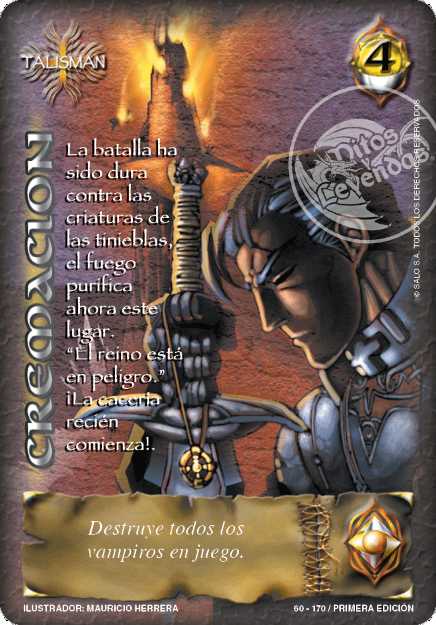 TALISMAN
4
CREMACION
La batalla ha
sido dura
contra las
criaturas de
las tinieblas,
el fuego
purifica
ahora este
lugar.
“El reino está
en peligro.”
¡La cacería
recién
comienza!.
Mitos
Leyendas
© SALO S.A. TODOS LOS DERECHOS RESERVADOS
Destruye todos los
vampiros en juego.
ILUSTRADOR: MAURICIO HERRERA
60 - 170 / PRIMERA EDICIÓN